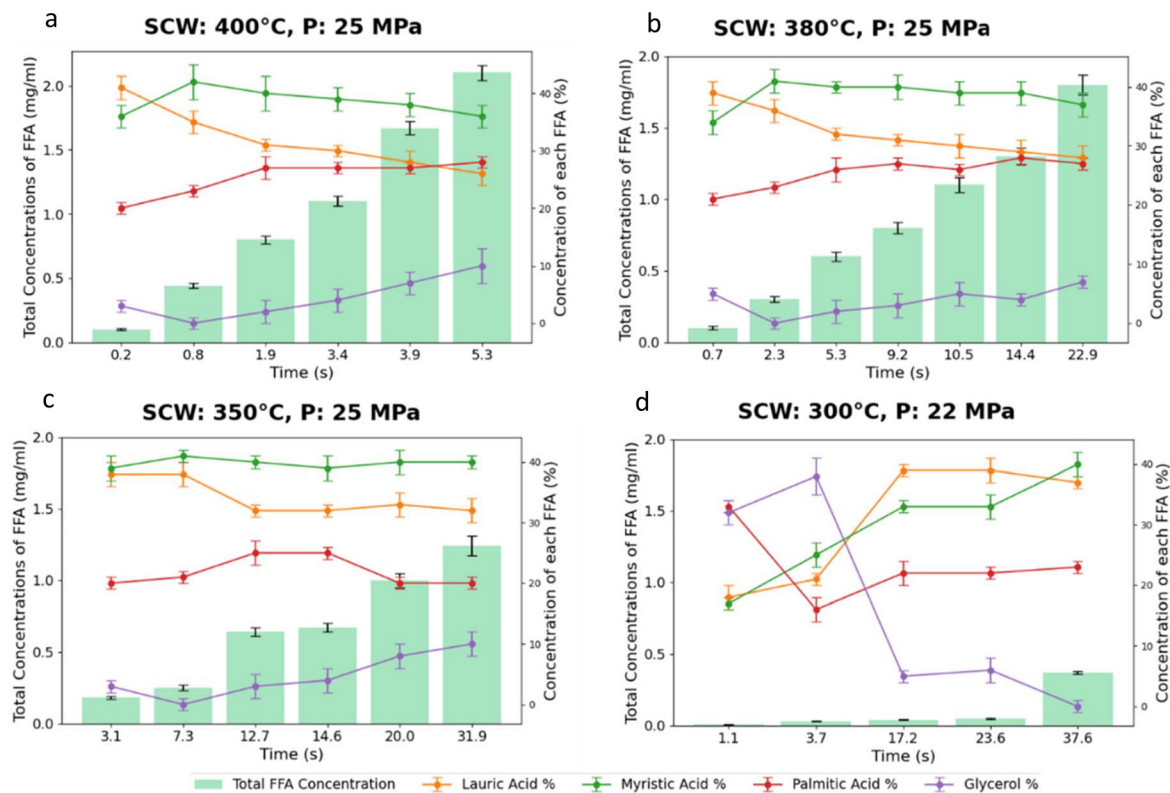 a
SCW: 400°C, P: 25 MPa
Total Concentrations of FFA (mg/ml)
2.0
1.5
1.0
0.5
0.0
0.2 0.8 1.9 3.4 3.9 5.3
Time (s)
40
30
20
10
0
Concentration of each FFA (%)
b
SCW: 380°C, P: 25 MPa
Total Concentrations of FFA (mg/ml)
2.0
1.5
1.0
0.5
0.0
0.7 2.3 5.3 9.2 10.5 14.4 22.9
Time (s)
40
30
20
10
0
Concentration of each FFA (%)
c
SCW: 350°C, P: 25 MPa
Total Concentrations of FFA (mg/ml)
2.0
1.5
1.0
0.5
0.0
3.1 7.3 12.7 14.6 20.0 31.9
Time (s)
40
30
20
10
0
Concentration of each FFA (%)
d
SCW: 300°C, P: 22 MPa
Total Concentrations of FFA (mg/ml)
2.0
1.5
1.0
0.5
0.0
1.1 3.7 17.2 23.6 37.6
Time (s)
40
30
20
10
0
Concentration of each FFA (%)
Total FFA Concentration Lauric Acid % Myristic Acid % Palmitic Acid % Glycerol %